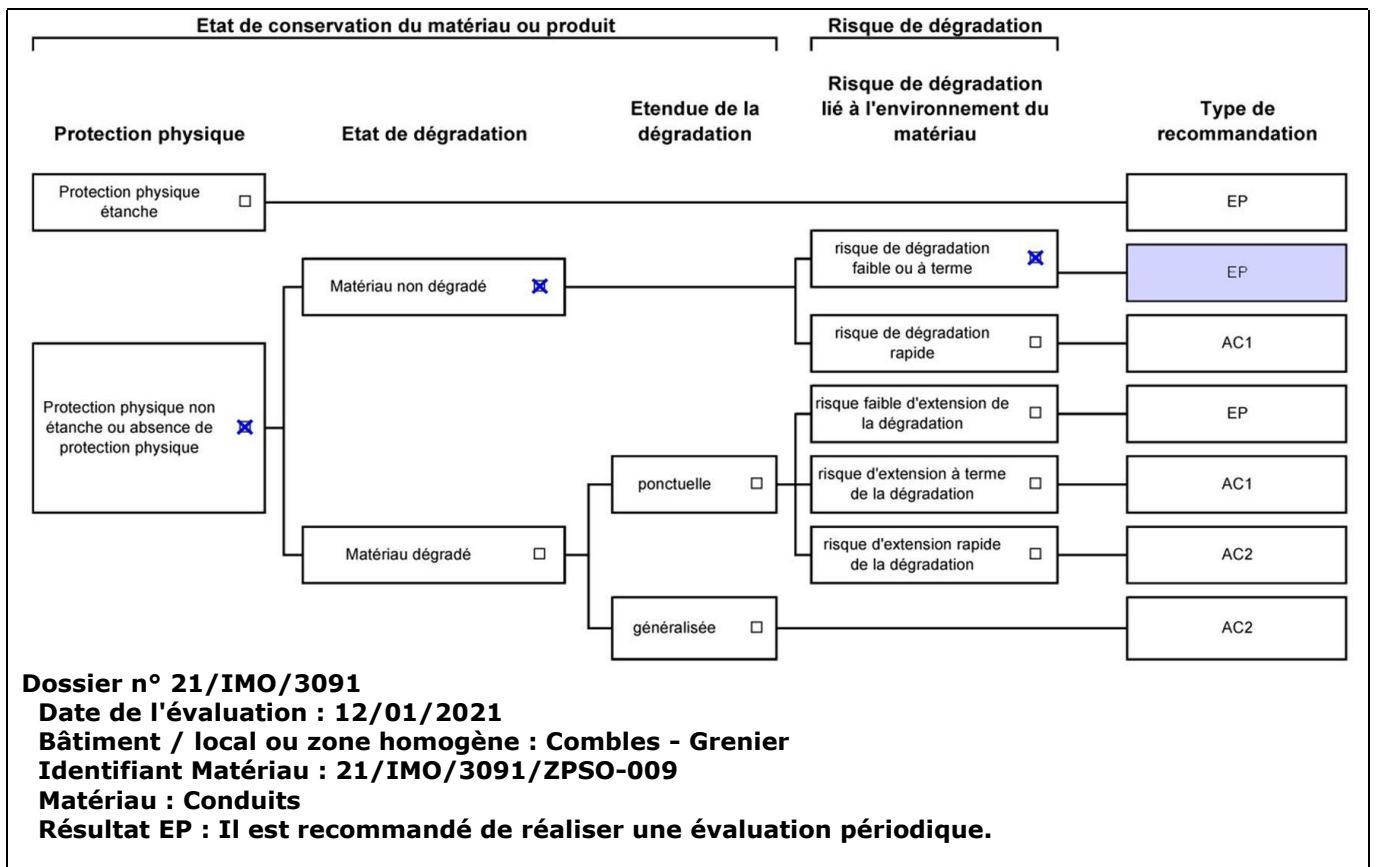 Etat de conservation du matériau ou produit
Risque de dégradation
Protection physique
Etat de dégradation
Etendue de la
dégradation
Risque de dégradation
lié à l'environnement du
matériau
Type de
recommandation
Protection physique
étanche
EP
risque de dégradation
faible ou à terme
EP
Matériau non dégradé
risque de dégradation
rapide
AC1
Protection physique non
étanche ou absence de
protection physique
risque faible d'extension de
la dégradation
EP
ponctuelle
risque d'extension à terme
de la dégradation
AC1
Matériau dégradé
risque d'extension rapide
de la dégradation
AC2
généralisée
AC2
Dossier n° 21/IMO/3091
Date de l'évaluation : 12/01/2021
Bâtiment / local ou zone homogène : Combles - Grenier
Identifiant Matériau : 21/IMO/3091/ZPSO-009
Matériau : Conduits
Résultat EP : Il est recommandé de réaliser une évaluation périodique.